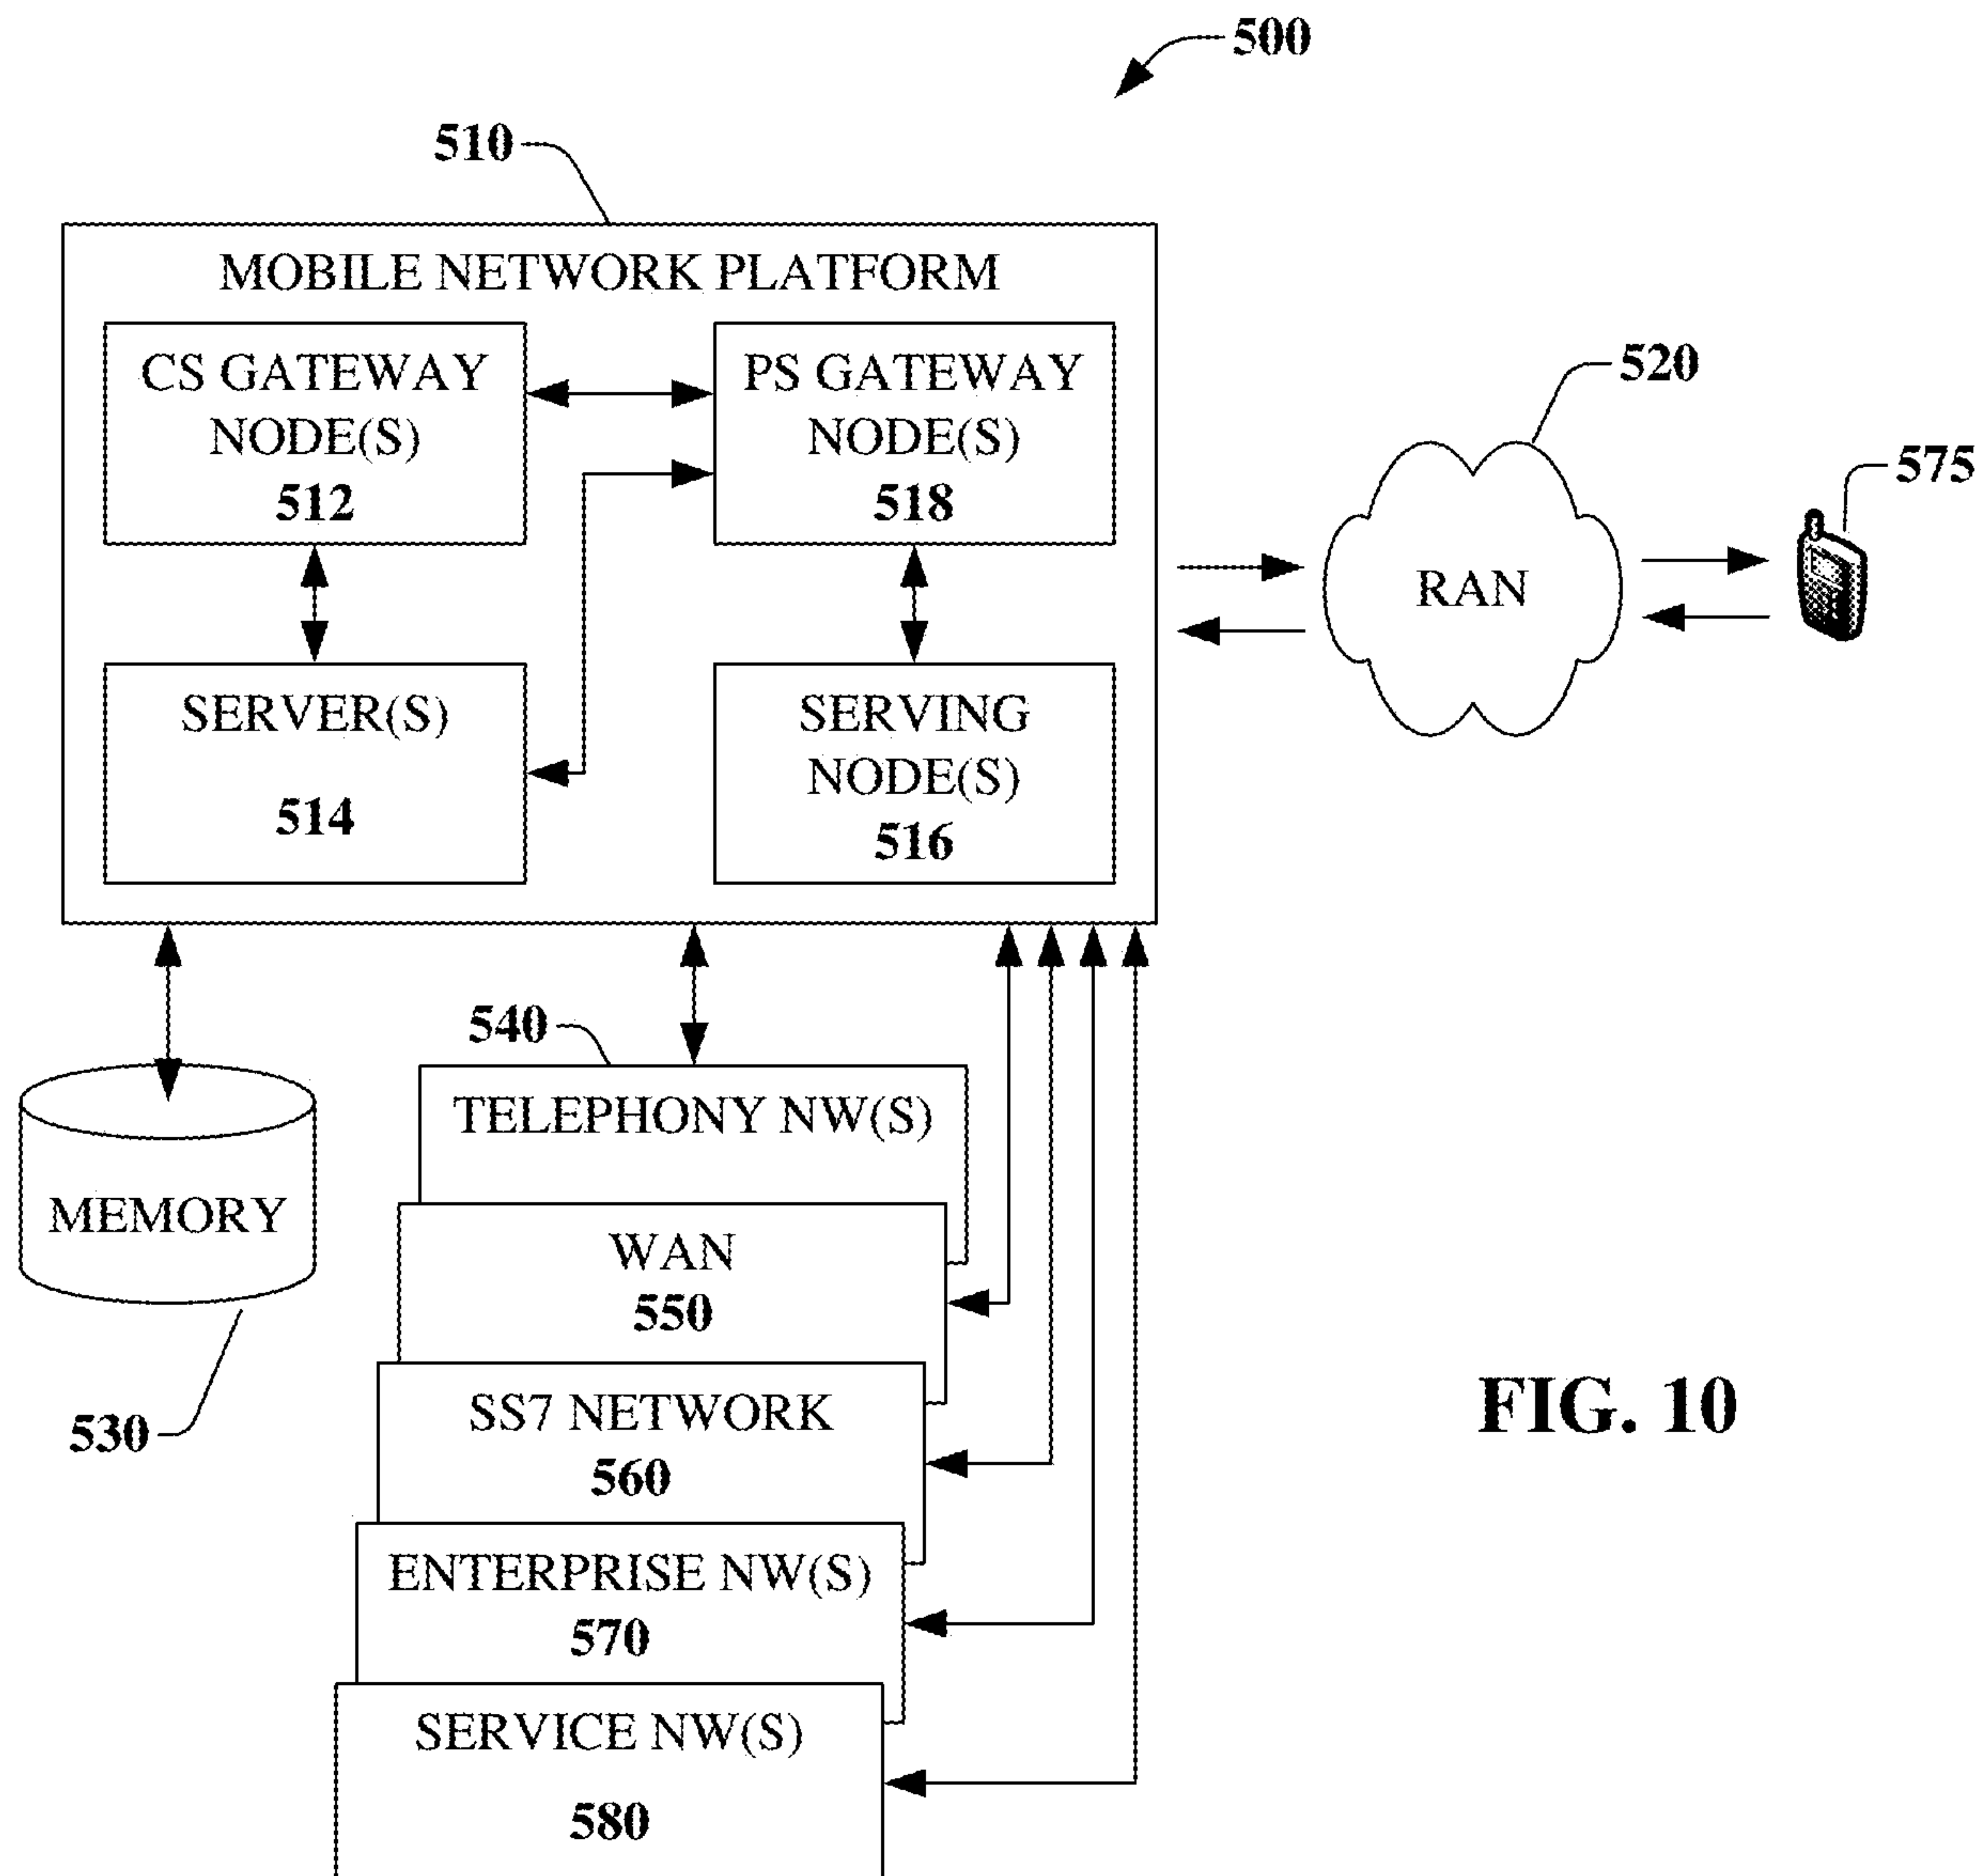 500
510
MOBILE NETWORK PLATFORM
CS GATEWAY
NODE(S)
512
PS GATEWAY
NODE(S)
518
520
575
RAN
SERVER(S)
514
SERVING
NODE(S)
516
540
TELEPHONY NW(S)
MEMORY
530
WAN
550
SS7 NETWORK
560
ENTERPRISE NW(S)
570
SERVICE NW(S)
580
FIG. 10